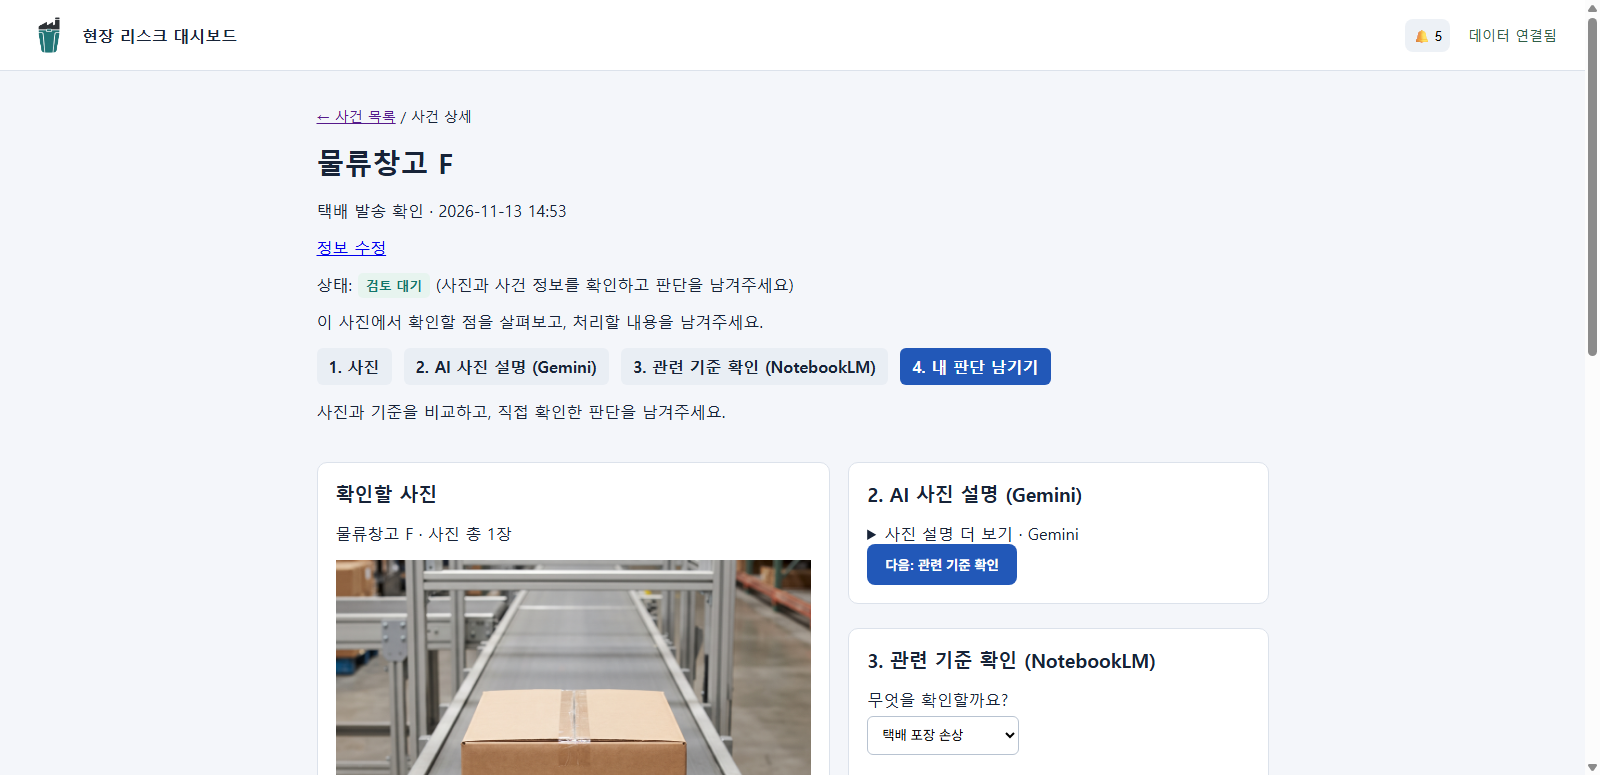 현장 리스크 대시보드
🔔 5
데이터 연결됨
← 사건 목록 / 사건 상세
물류창고 F
택배 발송 확인 · 2026-11-13 14:53
정보 수정
상태: 검토 대기 (사진과 사건 정보를 확인하고 판단을 남겨주세요)
이 사진에서 확인할 점을 살펴보고, 처리할 내용을 남겨주세요.
1. 사진
2. AI 사진 설명 (Gemini)
3. 관련 기준 확인 (NotebookLM)
4. 내 판단 남기기
사진과 기준을 비교하고, 직접 확인한 판단을 남겨주세요.
확인할 사진
물류창고 F · 사진 총 1장
2. AI 사진 설명 (Gemini)
▶ 사진 설명 더 보기 · Gemini
다음: 관련 기준 확인
3. 관련 기준 확인 (NotebookLM)
무엇을 확인할까요?
택배 포장 손상